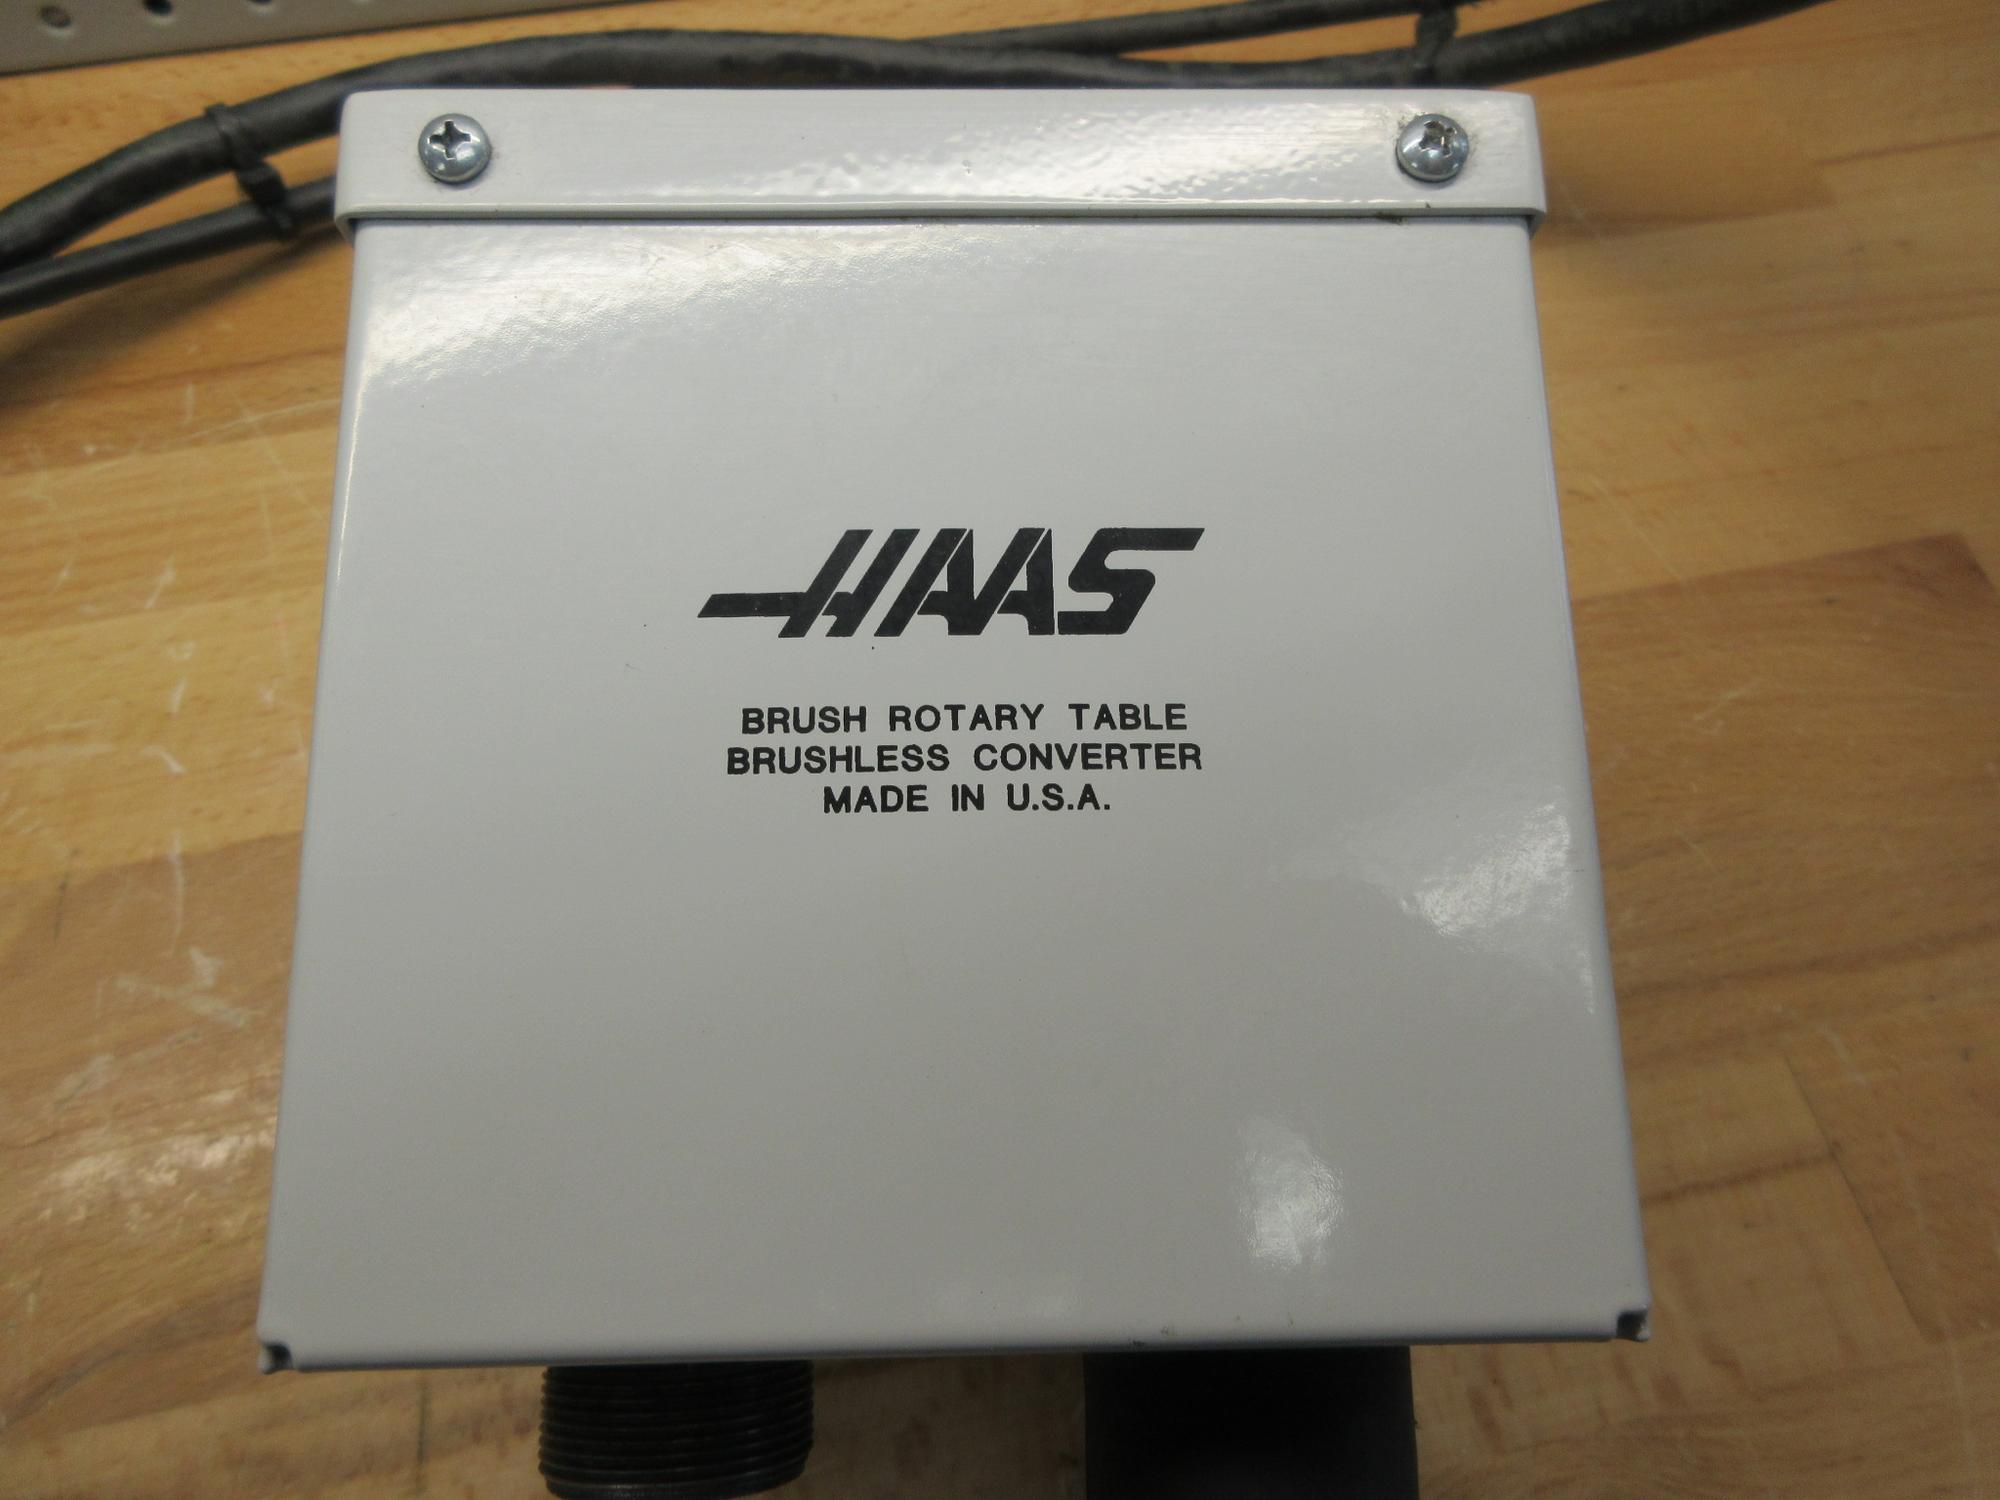 HAAS
BRUSH ROTARY TABLE
BRUSHLESS CONVERTER
MADE IN U.S.A.